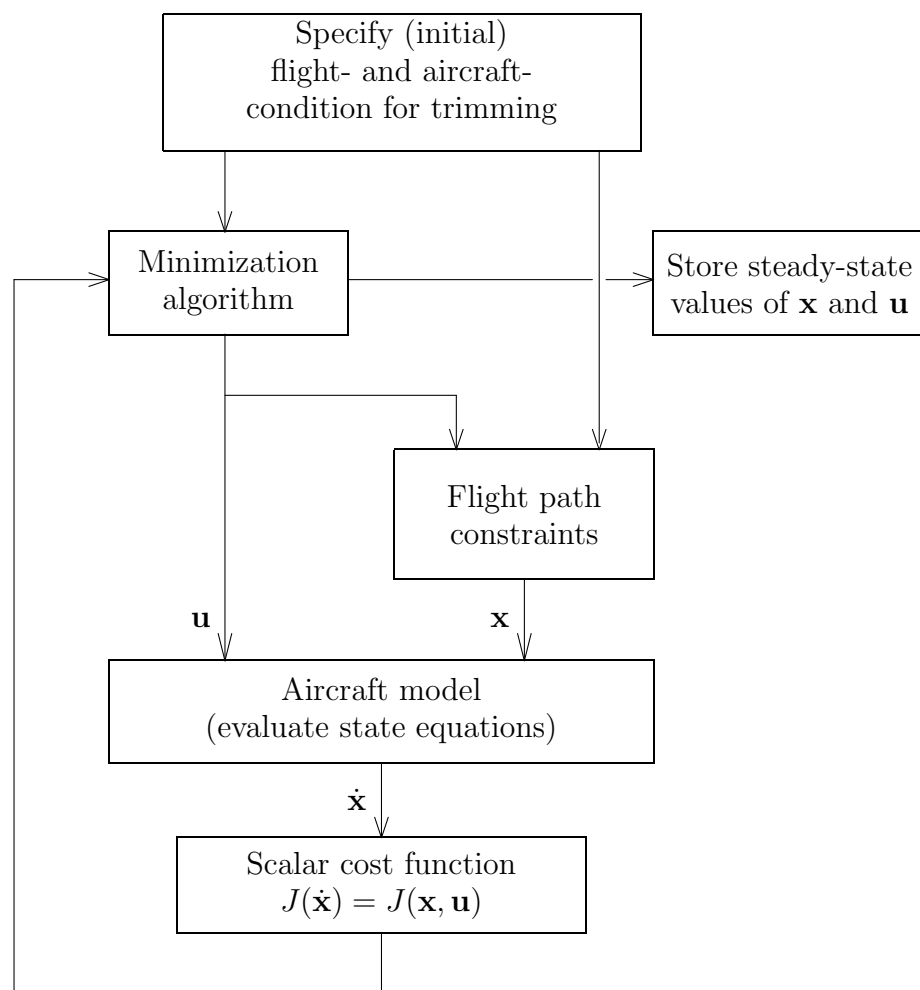 Specify (initial)
flight- and aircraft-
condition for trimming
Minimization
algorithm
Store steady-state
values of x and u
Flight path
constraints
u
x
Aircraft model
(evaluate state equations)
ẋ
Scalar cost function
J(ẋ) = J(x, u)